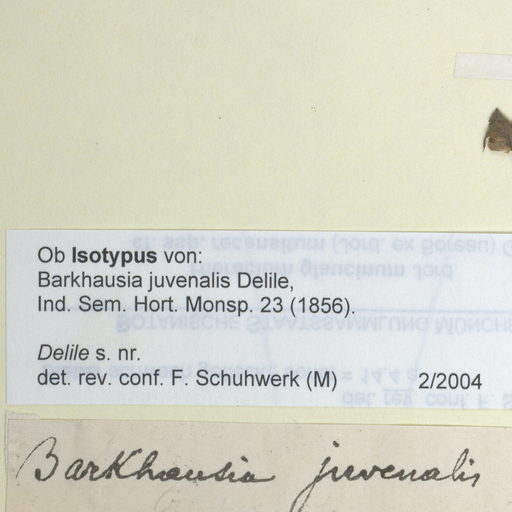 Ob Isotypus von:
Barkhausia juvenalis Delile,
Ind. Sem. Hort. Monsp. 23 (1856).
Delile s. nr.
det. rev. conf. F. Schuhwerk (M) 2/2004
Barkhausia juvenalis